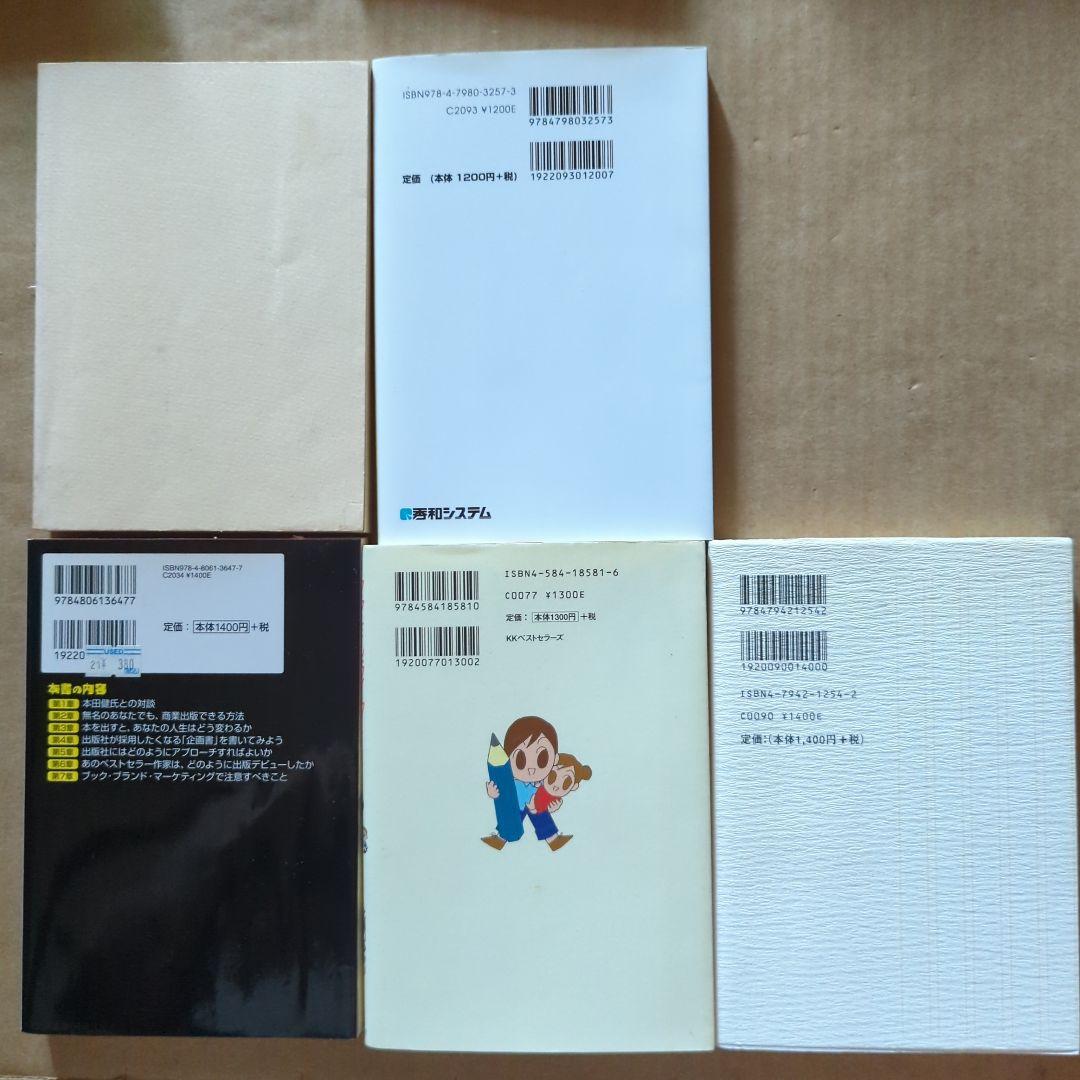 ISBN978-4-7980-3257-3
C2093 ¥1200E
9784798032573
定価 (本体 1200円+税)
1922093012007
秀和システム
ISBN978-4-8061-3647-7
C2034 ¥1400E
9784806136477
定価：本体1400円+税
19220
USED
21¥ 380
本書の内容
第1章 本田健氏との対談
第2章 無名のあなたでも、商業出版できる方法
第3章 本を出すと、あなたの人生はどう変わるか
第4章 出版社が採用したくなる「企画書」を書いてみよう
第5章 出版社にはどのようにアプローチすればよいか
第6章 あのベストセラー作家は、どのように出版デビューしたか
第7章 ブック・ブランド・マーケティングで注意すべきこと
ISBN4-584-18581-6
9784584185810
C0077 ¥1300E
定価：本体1300円+税
KKベストセラーズ
1920077013002
9784794212542
1920090014000
ISBN4-7942-1254-2
C0090 ¥1400E
定価：(本体1,400円+税)